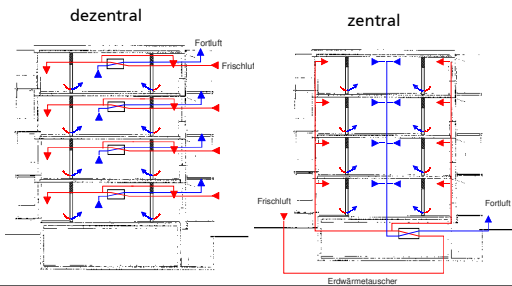 dezentral
zentral
Fortluft
Frischluft
Frischluft
Fortluft
Erdwärmetauscher